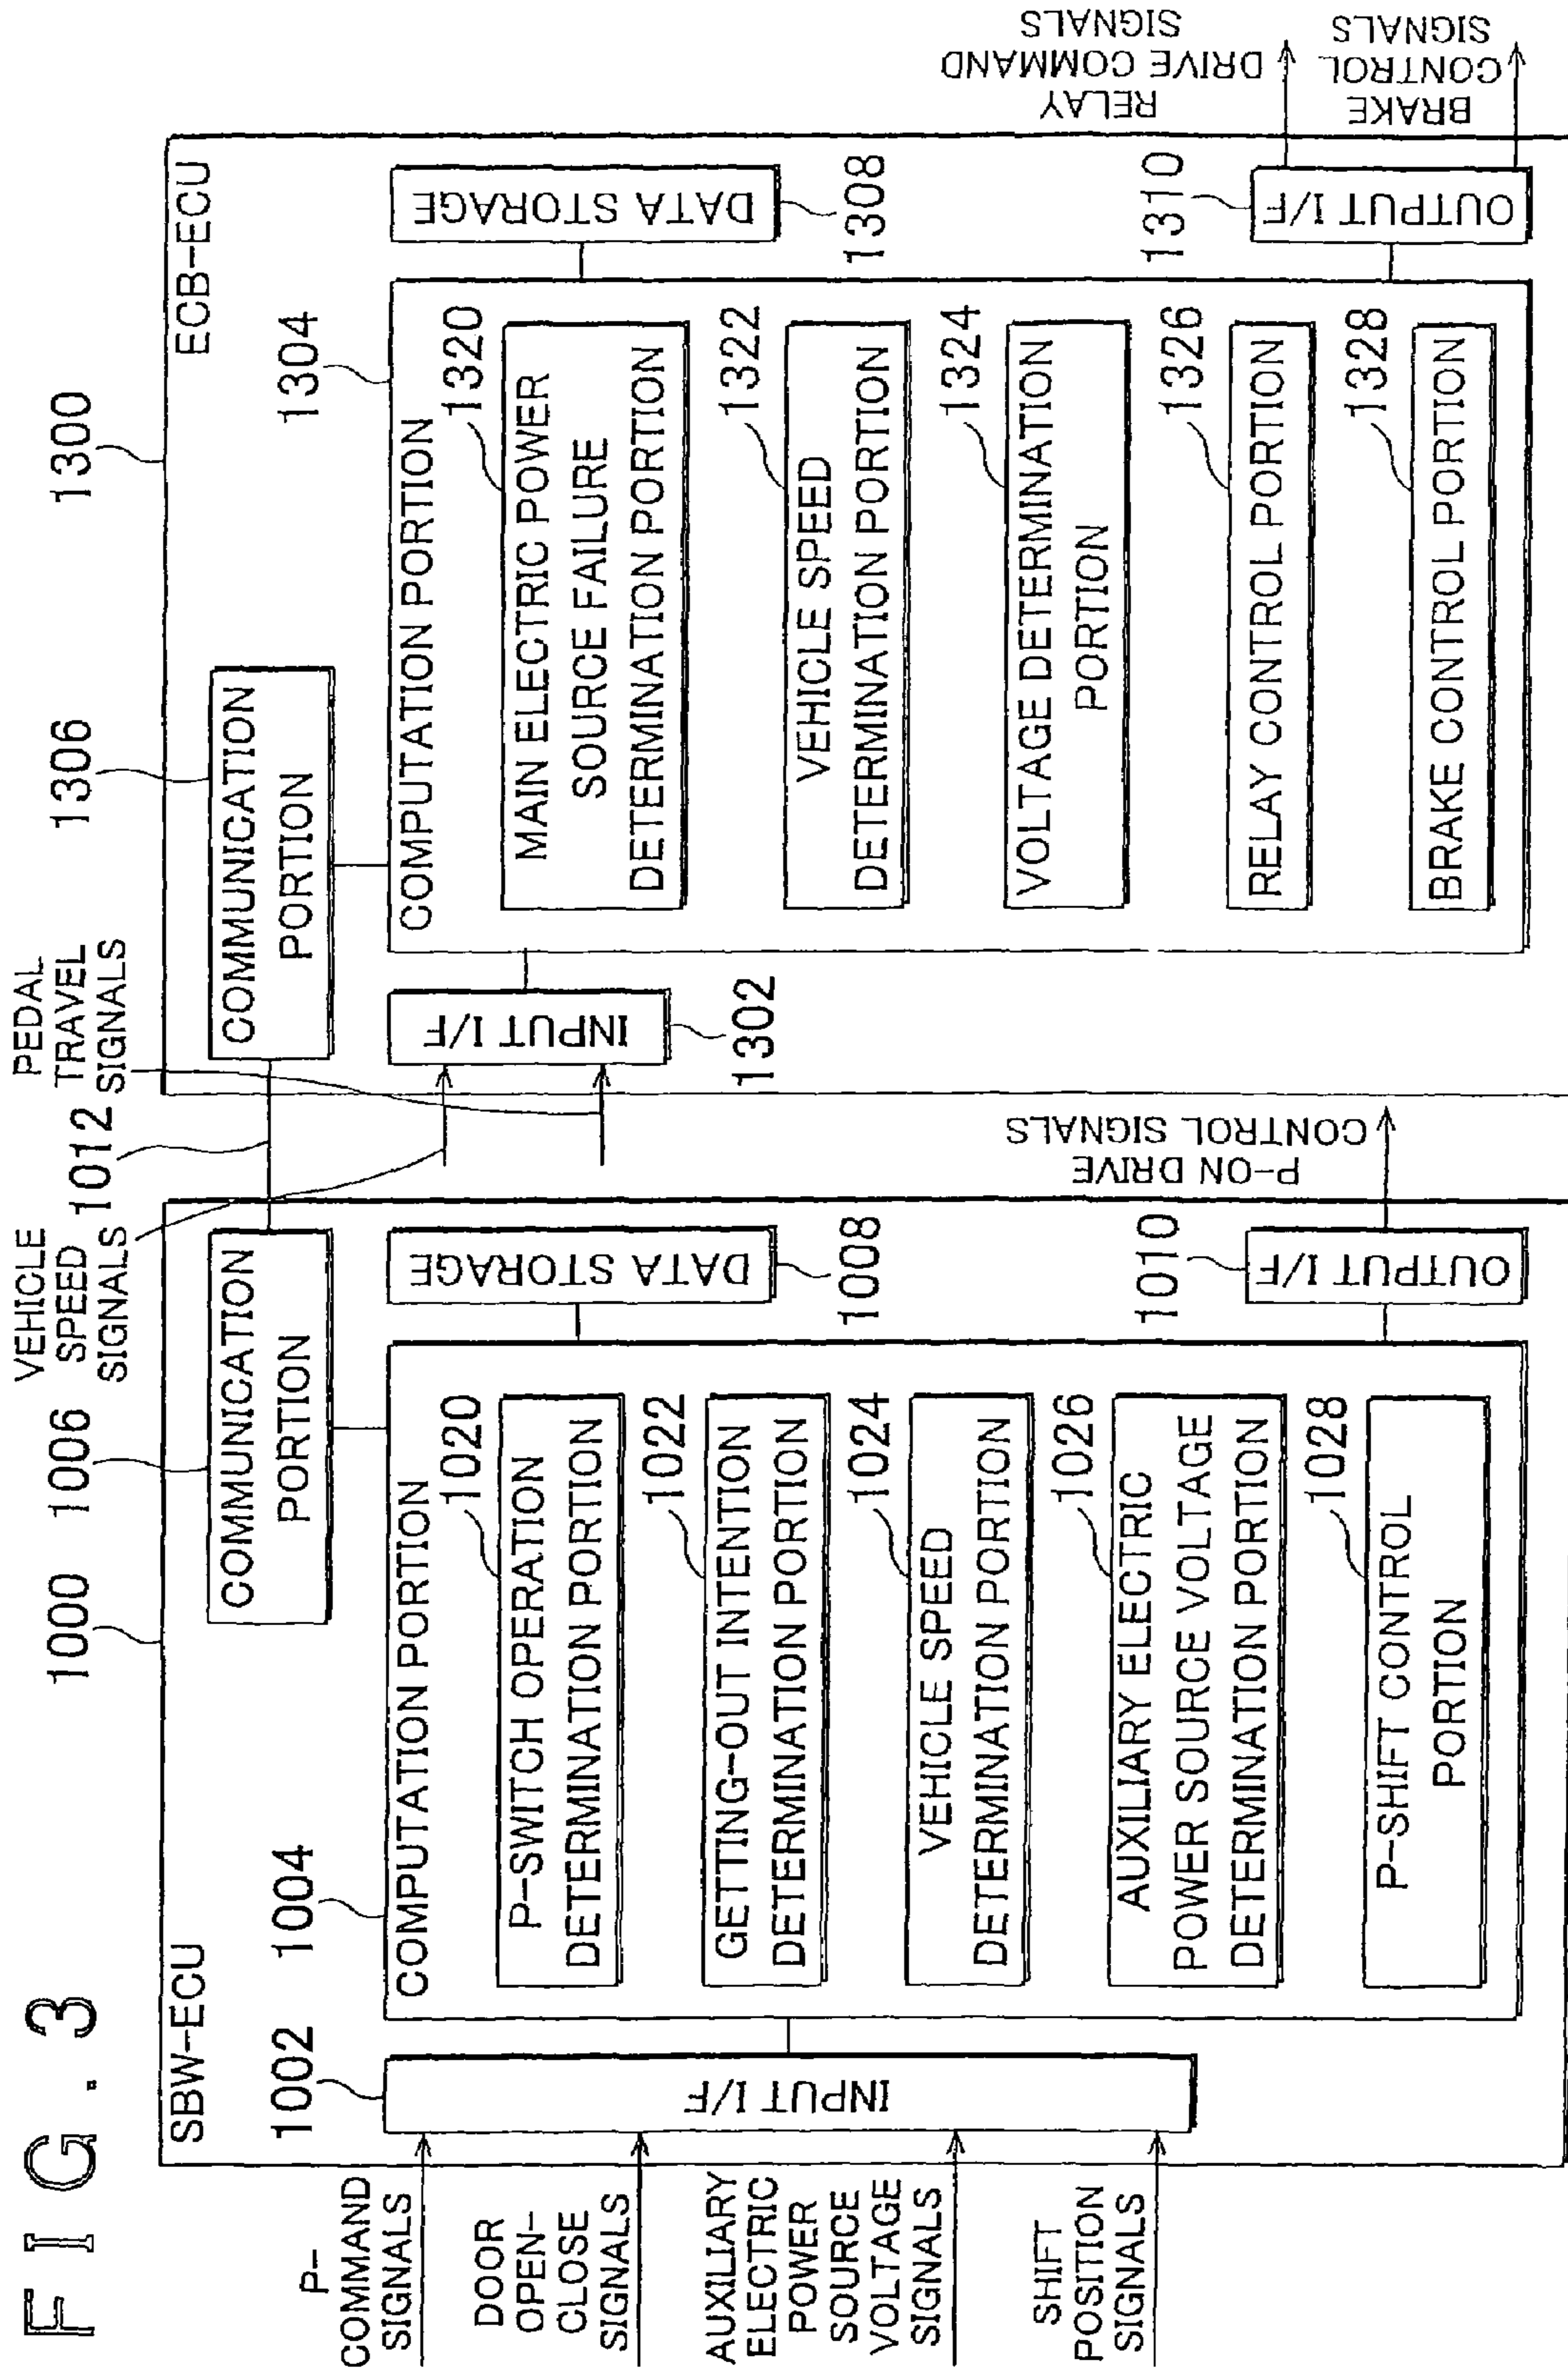 FIG. 3
SBW-ECU
1000
1006
VEHICLE
SPEED
SIGNALS
1012
PEDAL
TRAVEL
SIGNALS
1306
1300
ECB-ECU
P-
COMMAND
SIGNALS
DOOR
OPEN-
CLOSE
SIGNALS
AUXILIARY
ELECTRIC
POWER
SOURCE
VOLTAGE
SIGNALS
SHIFT
POSITION
SIGNALS
1002
INPUT I/F
1004
COMMUNICATION
PORTION
COMPUTATION PORTION
1020
P-SWITCH OPERATION
DETERMINATION PORTION
1022
GETTING-OUT INTENTION
DETERMINATION PORTION
1024
VEHICLE SPEED
DETERMINATION PORTION
1026
AUXILIARY ELECTRIC
POWER SOURCE VOLTAGE
DETERMINATION PORTION
1028
P-SHIFT CONTROL
PORTION
DATA STORAGE
1008
1010
OUTPUT I/F
P-ON DRIVE
CONTROL SIGNALS
COMMUNICATION
PORTION
INPUT I/F
1302
1304
COMPUTATION PORTION
1320
MAIN ELECTRIC POWER
SOURCE FAILURE
DETERMINATION PORTION
1322
VEHICLE SPEED
DETERMINATION PORTION
1324
VOLTAGE DETERMINATION
PORTION
1326
RELAY CONTROL PORTION
1328
BRAKE CONTROL PORTION
DATA STORAGE
1308
1310
OUTPUT I/F
RELAY
DRIVE COMMAND
SIGNALS
BRAKE
CONTROL
SIGNALS